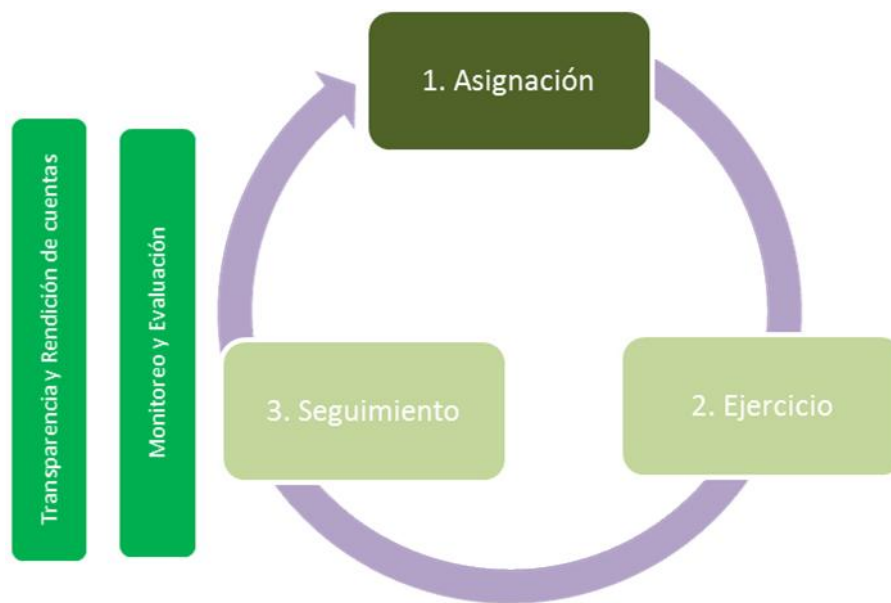 1. Asignación
Transparencia y Rendición de cuentas
Monitoreo y Evaluación
3. Seguimiento
2. Ejercicio